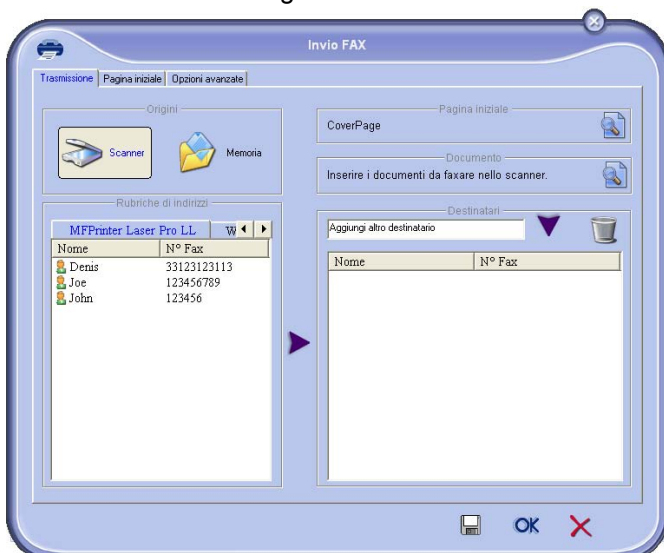 Invio FAX
Trasmissione Pagina iniziale Opzioni avanzate
Origini
Scanner Memoria
Rubriche di indirizzi
MFPrinter Laser Pro LL W
Nome Nº Fax
Denis 33123123113
Joe 123456789
John 123456
Pagina iniziale
CoverPage
Documento
Inserire i documenti da faxare nello scanner.
Destinatari
Aggiungi altro destinatario
Nome Nº Fax
OK